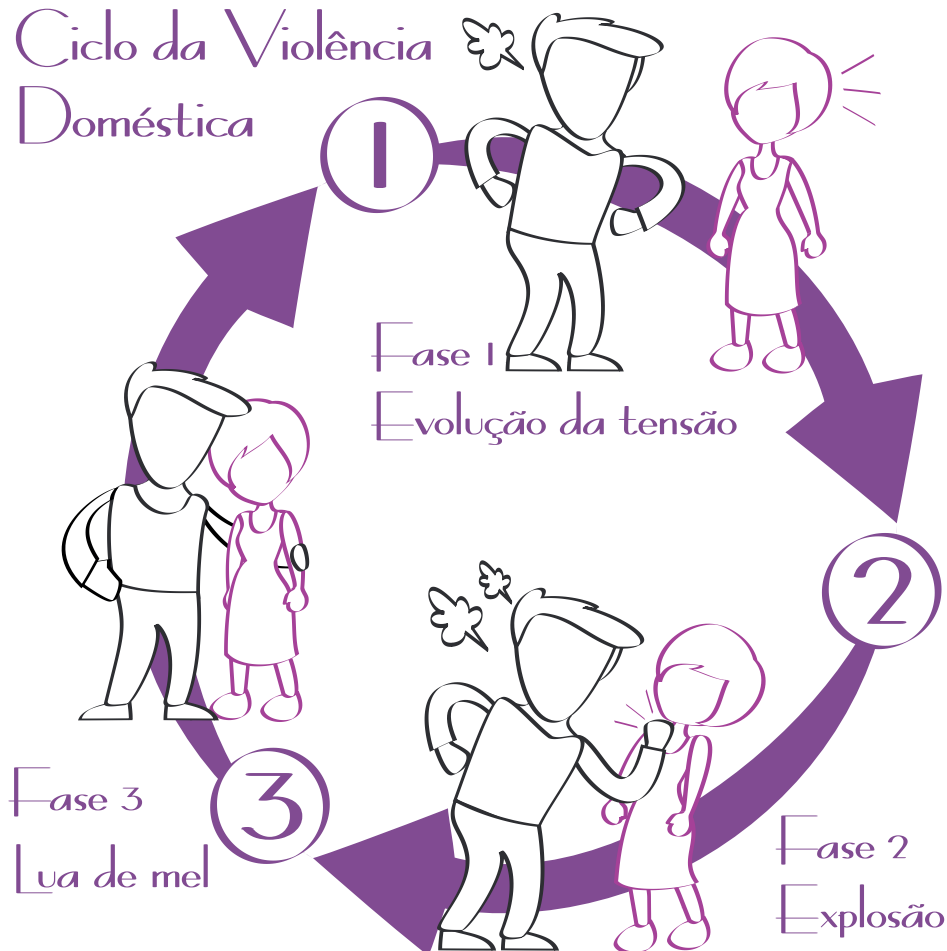 Ciclo da Violência
Doméstica
1
Fase 1
Evolução da tensão
2
Fase 2
Explosão
3
Fase 3
Lua de mel